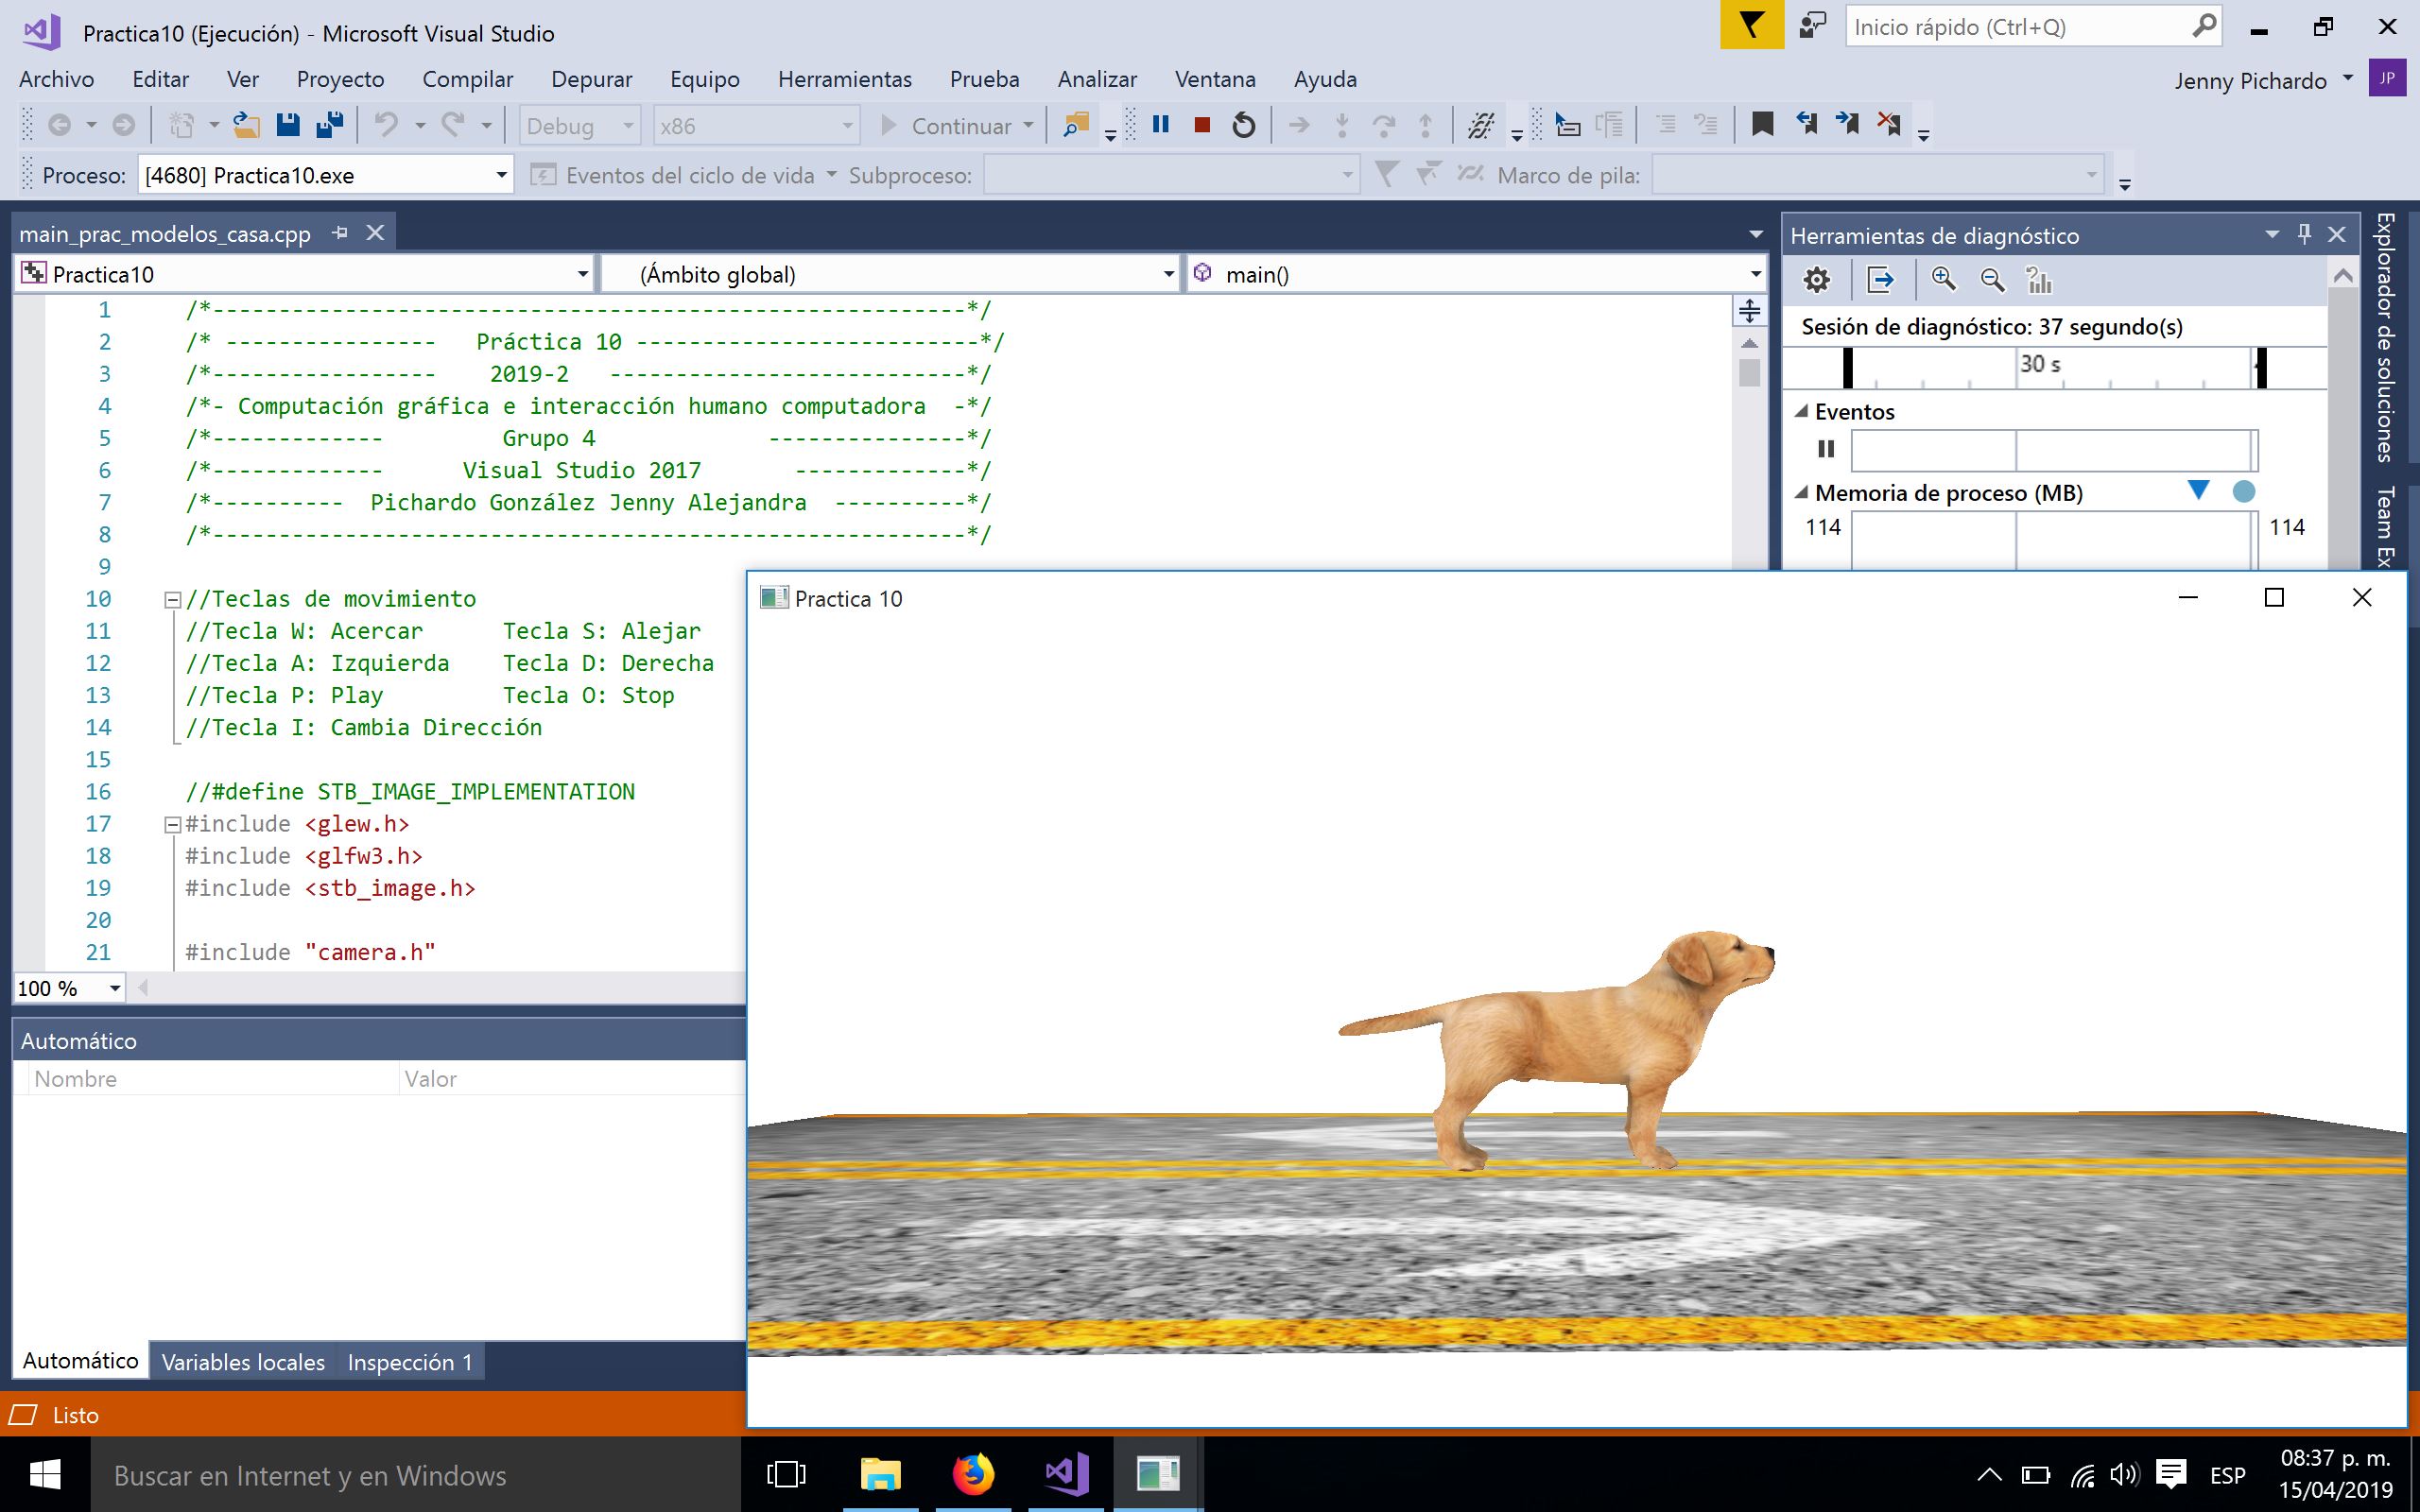 Practica10 (Ejecución) - Microsoft Visual Studio
Inicio rápido (Ctrl+Q)
Archivo Editar Ver Proyecto Compilar Depurar Equipo Herramientas Prueba Analizar Ventana Ayuda
Jenny Pichardo JP
Debug x86 Continuar
Proceso: [4680] Practica10.exe Eventos del ciclo de vida Subproceso: Marco de pila:
main_prac_modelos_casa.cpp
Practica10 (Ámbito global) main()
1 /*---------------------------------------------------------*/
2 /* ---------------- Práctica 10 --------------------------*/
3 /*----------------- 2019-2 ---------------------------*/
4 /*- Computación gráfica e interacción humano computadora -*/
5 /*------------- Grupo 4 ---------------*/
6 /*------------- Visual Studio 2017 -------------*/
7 /*---------- Pichardo González Jenny Alejandra ----------*/
8 /*---------------------------------------------------------*/
9
10 //Teclas de movimiento
11 //Tecla W: Acercar Tecla S: Alejar
12 //Tecla A: Izquierda Tecla D: Derecha
13 //Tecla P: Play Tecla O: Stop
14 //Tecla I: Cambia Dirección
15
16 //#define STB_IMAGE_IMPLEMENTATION
17 #include <glew.h>
18 #include <glfw3.h>
19 #include <stb_image.h>
20
21 #include "camera.h"
100 %
Herramientas de diagnóstico
Sesión de diagnóstico: 37 segundo(s)
30 s
Eventos
Memoria de proceso (MB)
114 114
Explorador de soluciones
Team Ex
Practica 10
Automático
Nombre Valor
Automático Variables locales Inspección 1
Listo
Buscar en Internet y en Windows
ESP
08:37 p. m.
15/04/2019